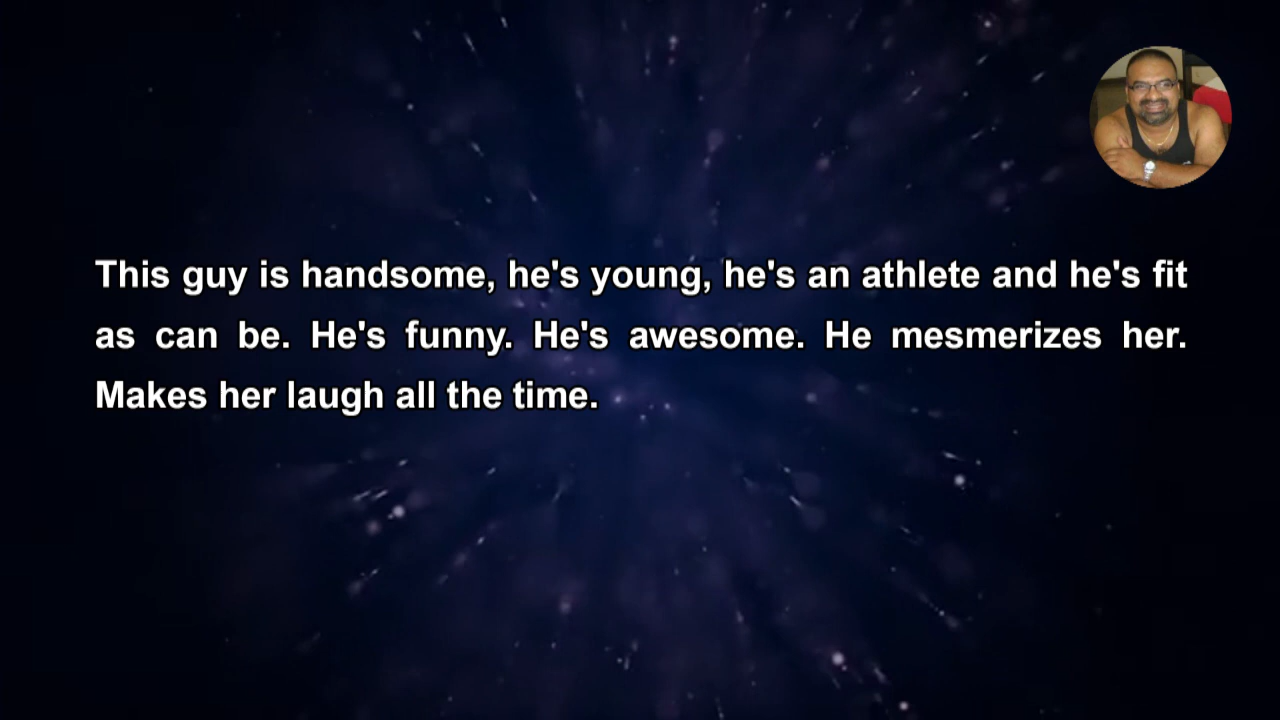 This guy is handsome, he's young, he's an athlete and he's fit
as can be. He's funny. He's awesome. He mesmerizes her.
Makes her laugh all the time.